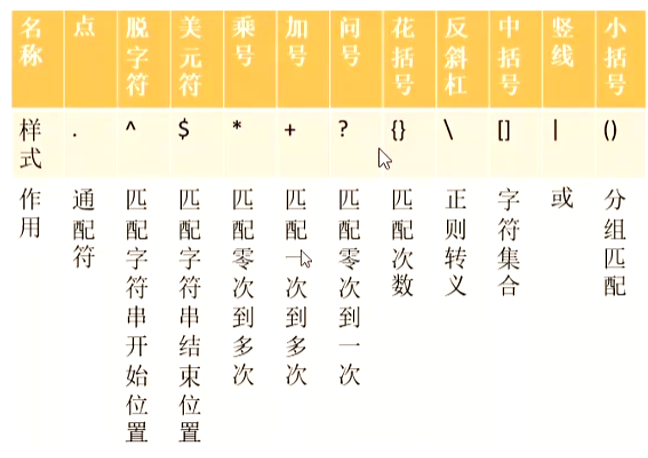 名称 点 脱字符 美元符 乘号 加号 问号 花括号 反斜杠 中括号 竖线 小括号
样式 . ^ $ * + ? {} \ [] | ()
作用 通配符 匹配字符串开始位置 匹配字符串结束位置 匹配零次到多次 匹配一次到多次 匹配零次到一次 匹配次数 正则转义 字符集合 或 分组匹配